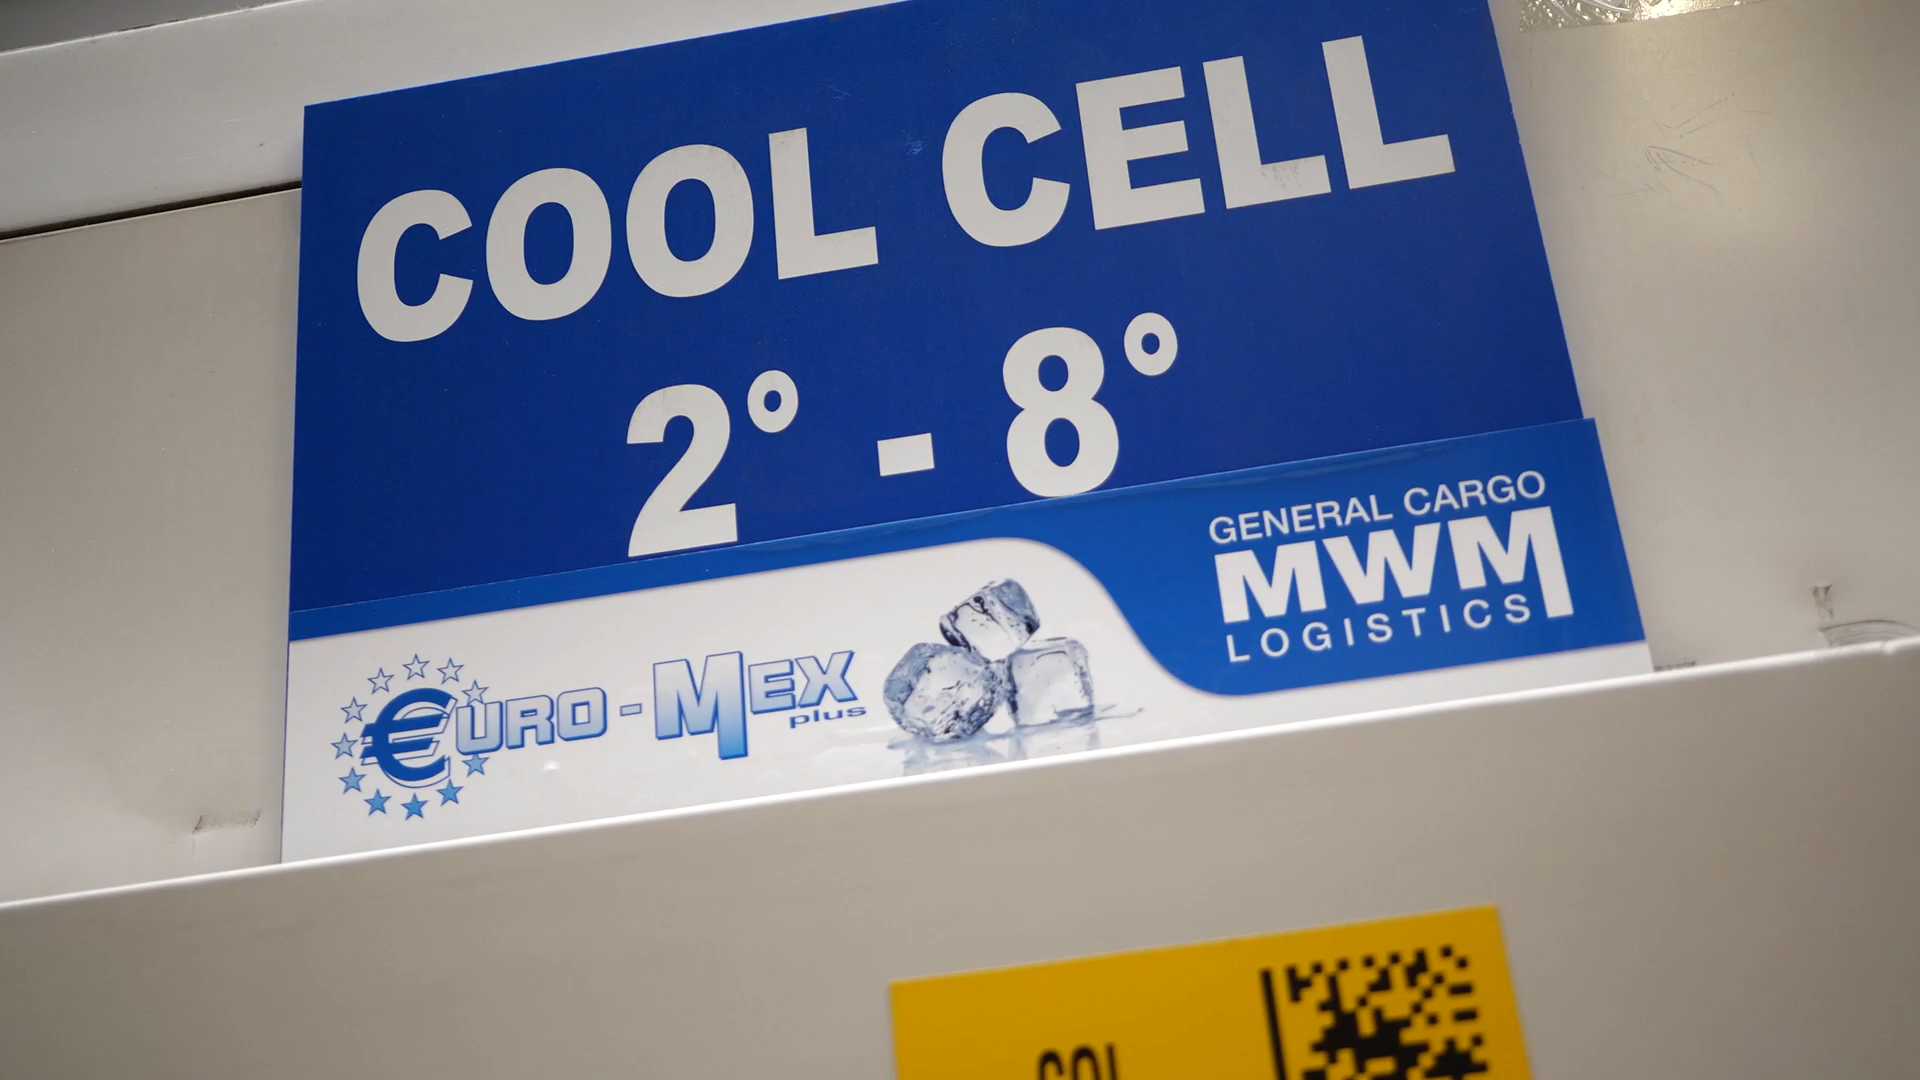 COOL CELL
2° - 8°
GENERAL CARGO
MWM
LOGISTICS
€URO-MEX
plus